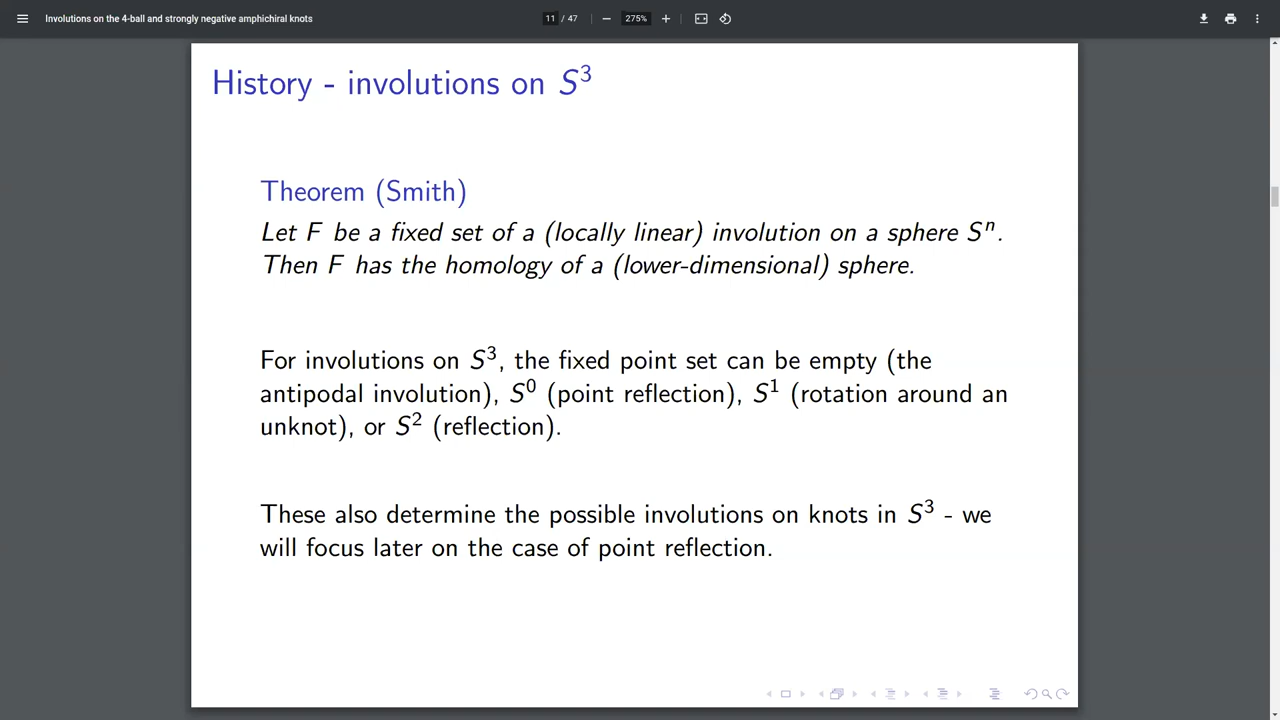 Involutions on the 4-ball and strongly negative amphichiral knots
11 / 47
275%
History - involutions on S³
Theorem (Smith)
Let F be a fixed set of a (locally linear) involution on a sphere Sⁿ.
Then F has the homology of a (lower-dimensional) sphere.
For involutions on S³, the fixed point set can be empty (the
antipodal involution), S⁰ (point reflection), S¹ (rotation around an
unknot), or S² (reflection).
These also determine the possible involutions on knots in S³ - we
will focus later on the case of point reflection.